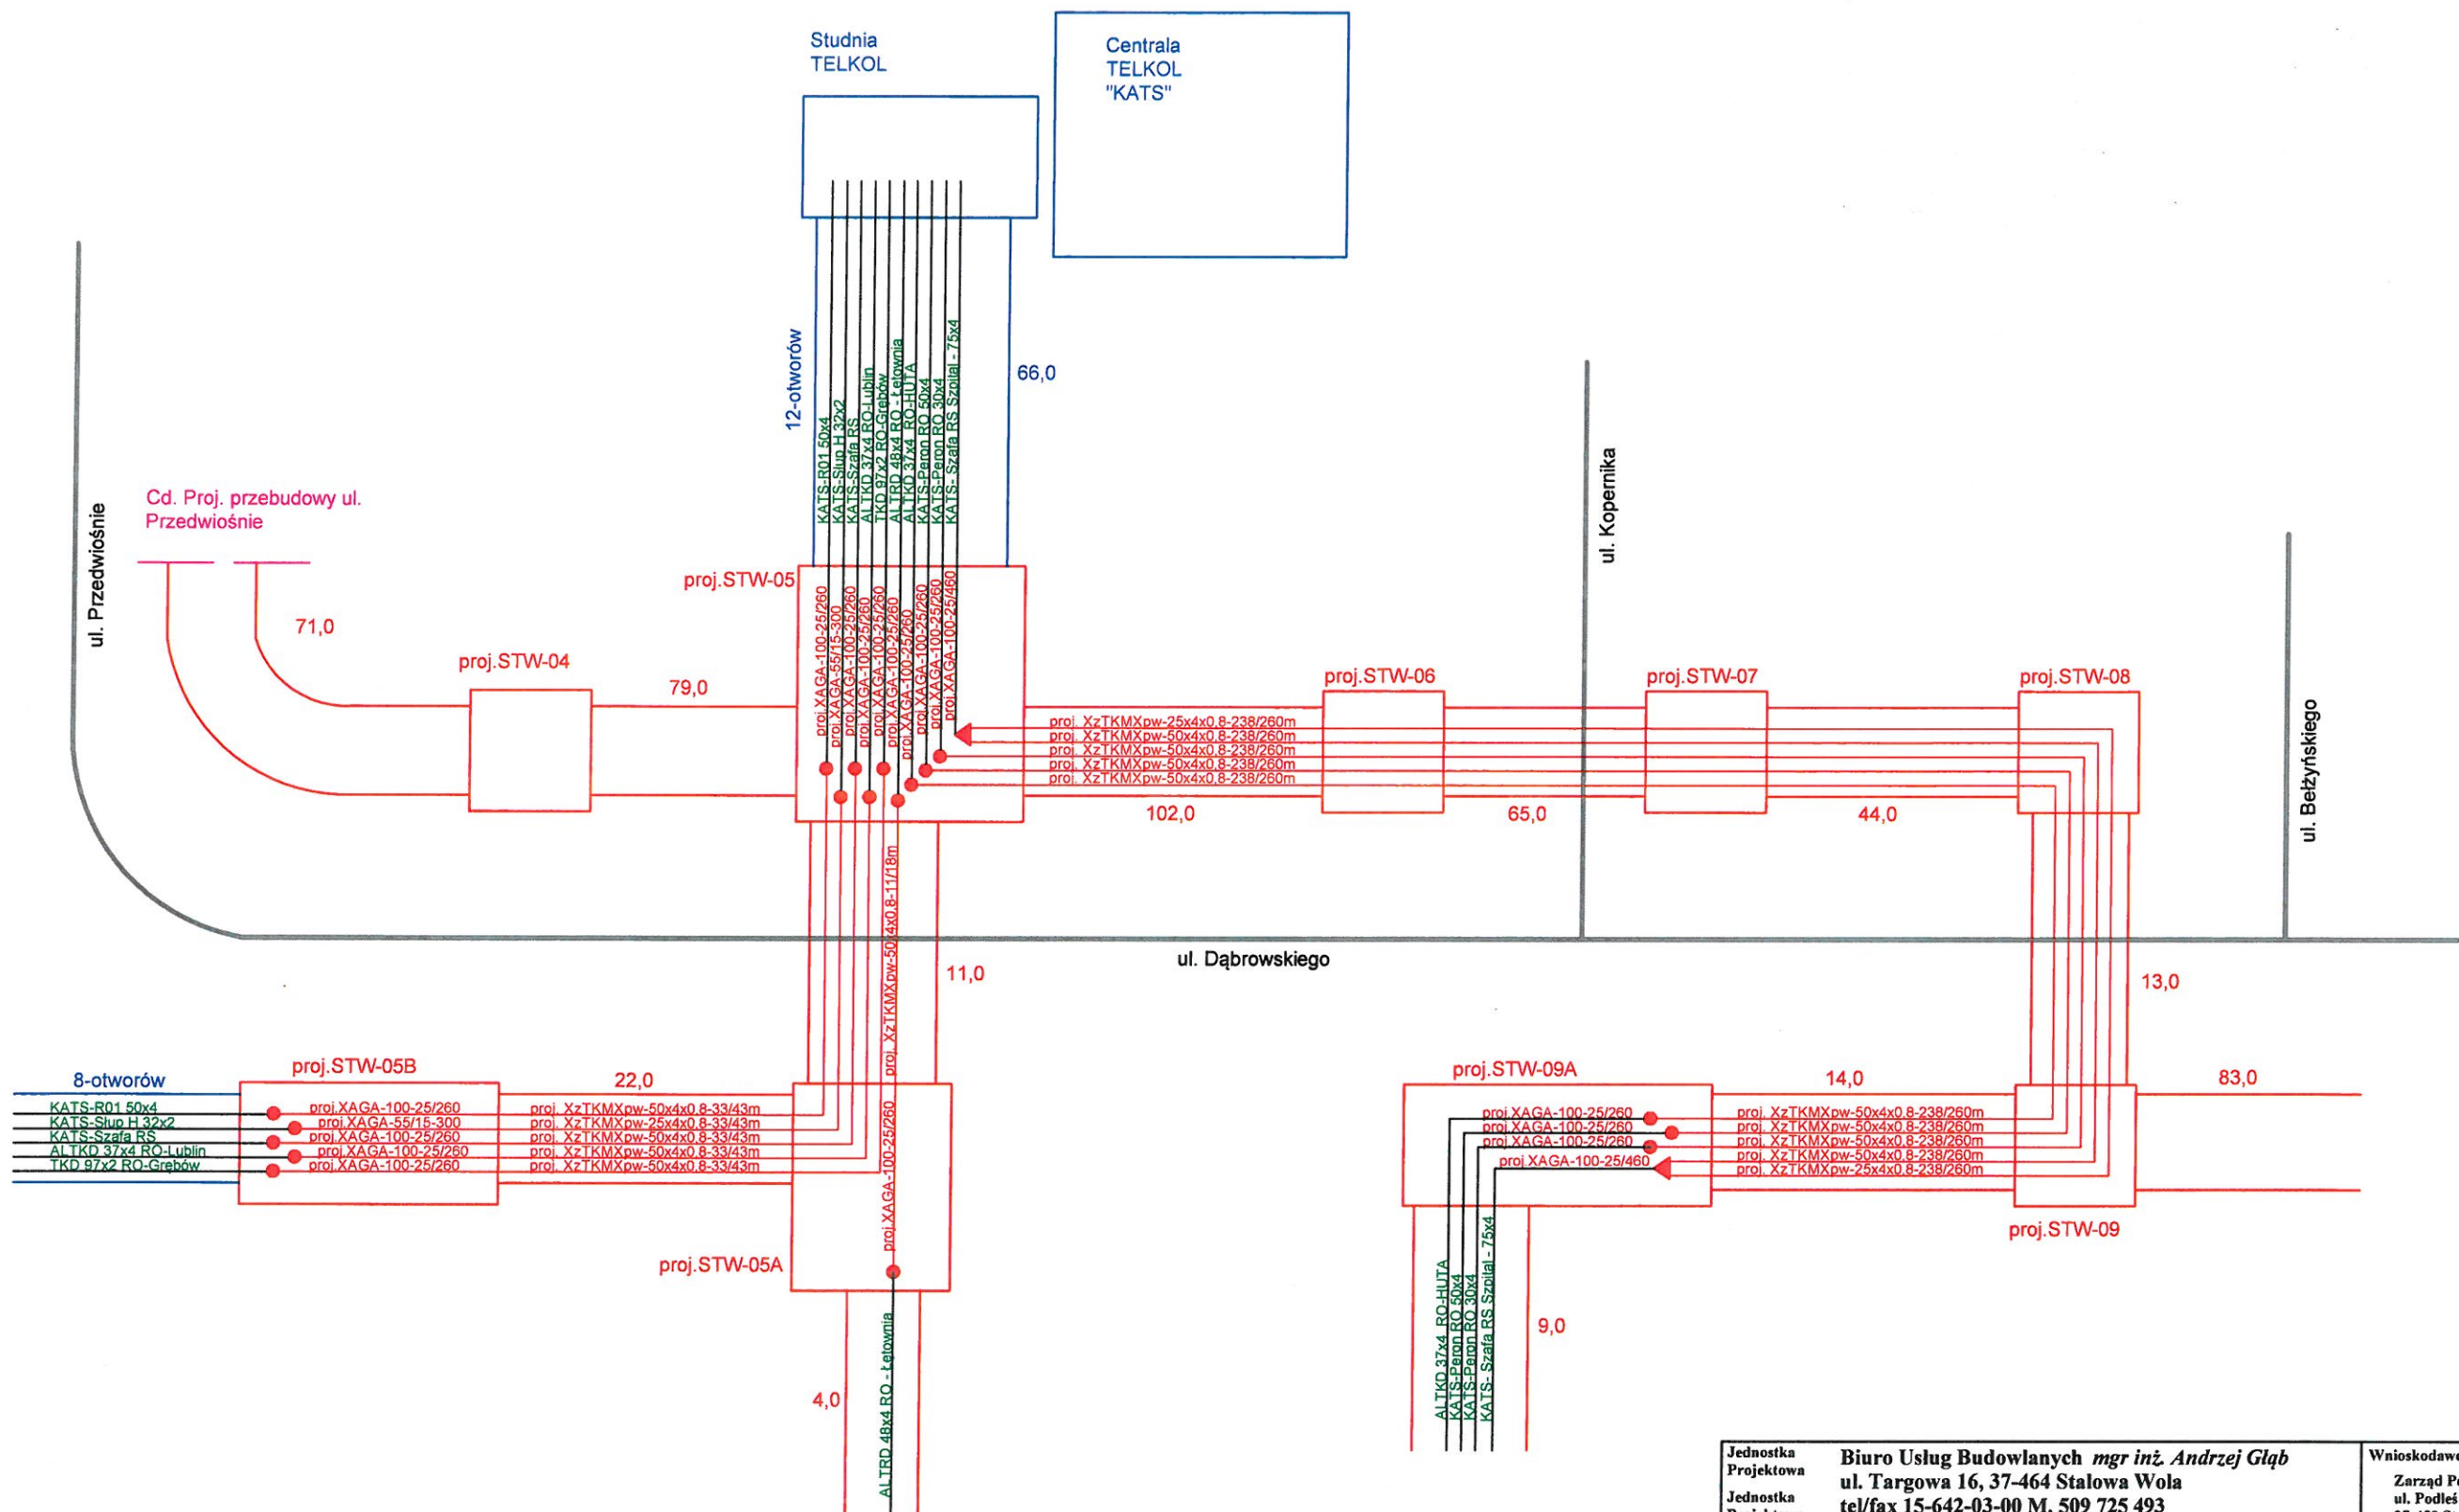 Studnia
TELKOL
Centrala
TELKOL
"KATS"
12-otworów
66,0
KATS-R01 50x4
KATS-Słup H 32x2
KATS-Szafa RS
ALTKD 37x4 RO-Lublin
TKD 97x2 RO-Grębów
ALTRD 48x4 RO - Łętownia
ALTKD 37x4 RO-HUTA
KATS-Peron RO 50x4
KATS-Peron RO 30x4
KATS- Szafa RS Szpital - 75x4
ul. Przedwiośnie
Cd. Proj. przebudowy ul.
Przedwiośnie
71,0
proj.STW-04
79,0
proj.STW-05
proj.XAGA-100-25/260
proj.XAGA-55/15-300
proj.XAGA-100-25/260
proj.XAGA-100-25/260
proj.XAGA-100-25/260
proj.XAGA-100-25/260
proj.XAGA-100-25/260
proj.XAGA-100-25/260
proj.XAGA-100-25/260
proj.XAGA-100-25/460
proj. XzTKMXpw-25x4x0.8-238/260m
proj. XzTKMXpw-50x4x0.8-238/260m
proj. XzTKMXpw-50x4x0.8-238/260m
proj. XzTKMXpw-50x4x0.8-238/260m
proj. XzTKMXpw-50x4x0.8-238/260m
102,0
proj.STW-06
65,0
ul. Kopernika
proj.STW-07
44,0
proj.STW-08
ul. Bełżyńskiego
ul. Dąbrowskiego
proj. XzTKMXpw-50x4x0.8-11/18m
11,0
13,0
8-otworów
KATS-R01 50x4
KATS-Słup H 32x2
KATS-Szafa RS
ALTKD 37x4 RO-Lublin
TKD 97x2 RO-Grębów
proj.STW-05B
proj.XAGA-100-25/260
proj.XAGA-55/15-300
proj.XAGA-100-25/260
proj.XAGA-100-25/260
proj.XAGA-100-25/260
22,0
proj. XzTKMXpw-50x4x0.8-33/43m
proj. XzTKMXpw-25x4x0.8-33/43m
proj. XzTKMXpw-50x4x0.8-33/43m
proj. XzTKMXpw-50x4x0.8-33/43m
proj. XzTKMXpw-50x4x0.8-33/43m
proj.XAGA-100-25/260
proj.STW-05A
4,0
ALTRD 48x4 RO - Łętownia
proj.STW-09A
proj.XAGA-100-25/260
proj.XAGA-100-25/260
proj.XAGA-100-25/260
proj.XAGA-100-25/460
14,0
proj. XzTKMXpw-50x4x0.8-238/260m
proj. XzTKMXpw-50x4x0.8-238/260m
proj. XzTKMXpw-50x4x0.8-238/260m
proj. XzTKMXpw-50x4x0.8-238/260m
proj. XzTKMXpw-25x4x0.8-238/260m
83,0
proj.STW-09
ALTKD 37x4 RO-HUTA
KATS-Peron RO 50x4
KATS-Peron RO 30x4
KATS- Szafa RS Szpital - 75x4
9,0
Jednostka
Projektowa
Biuro Usług Budowlanych mgr inż. Andrzej Głąb
ul. Targowa 16, 37-464 Stalowa Wola
tel/fax 15-642-03-00 M. 509 725 493
Jednostka
Wnioskodawc
Zarząd Po
ul. Podleś